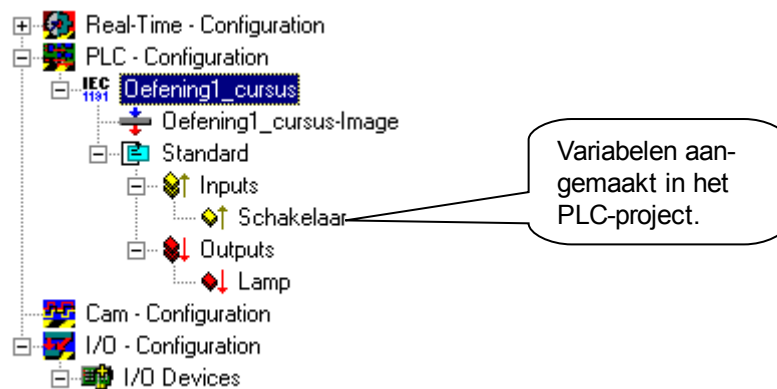 Real-Time - Configuration
PLC - Configuration
IEC 1131 Oefening1_cursus
Oefening1_cursus-Image
Standard
Inputs
Schakelaar
Outputs
Lamp
Cam - Configuration
I/O - Configuration
I/O Devices
Variabelen aan-
gemaakt in het
PLC-project.